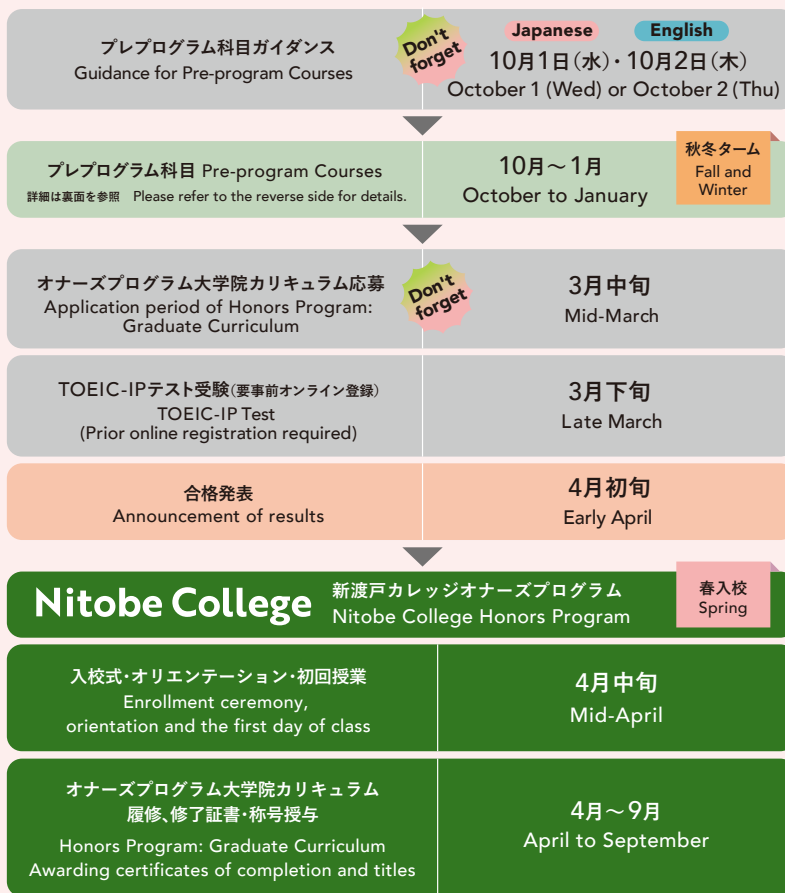 プレプログラム科目ガイダンス
Guidance for Pre-program Courses
Don't
forget
Japanese
English
10月1日（水）・10月2日（木）
October 1 (Wed) or October 2 (Thu)
プレプログラム科目 Pre-program Courses
詳細は裏面を参照 Please refer to the reverse side for details.
10月～1月
October to January
秋冬ターム
Fall and
Winter
オナーズプログラム大学院カリキュラム応募
Application period of Honors Program:
Graduate Curriculum
Don't
forget
3月中旬
Mid-March
TOEIC-IPテスト受験（要事前オンライン登録）
TOEIC-IP Test
(Prior online registration required)
3月下旬
Late March
合格発表
Announcement of results
4月初旬
Early April
Nitobe College
新渡戸カレッジオナーズプログラム
Nitobe College Honors Program
春入校
Spring
入校式・オリエンテーション・初回授業
Enrollment ceremony,
orientation and the first day of class
4月中旬
Mid-April
オナーズプログラム大学院カリキュラム
履修、修了証書・称号授与
Honors Program: Graduate Curriculum
Awarding certificates of completion and titles
4月～9月
April to September